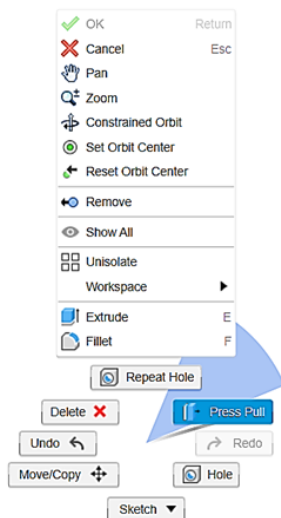 OK Return
Cancel Esc
Pan
Zoom
Constrained Orbit
Set Orbit Center
Reset Orbit Center
Remove
Show All
Unisolate
Workspace
Extrude E
Fillet F
Repeat Hole
Delete Press Pull
Undo Redo
Move/Copy Hole
Sketch